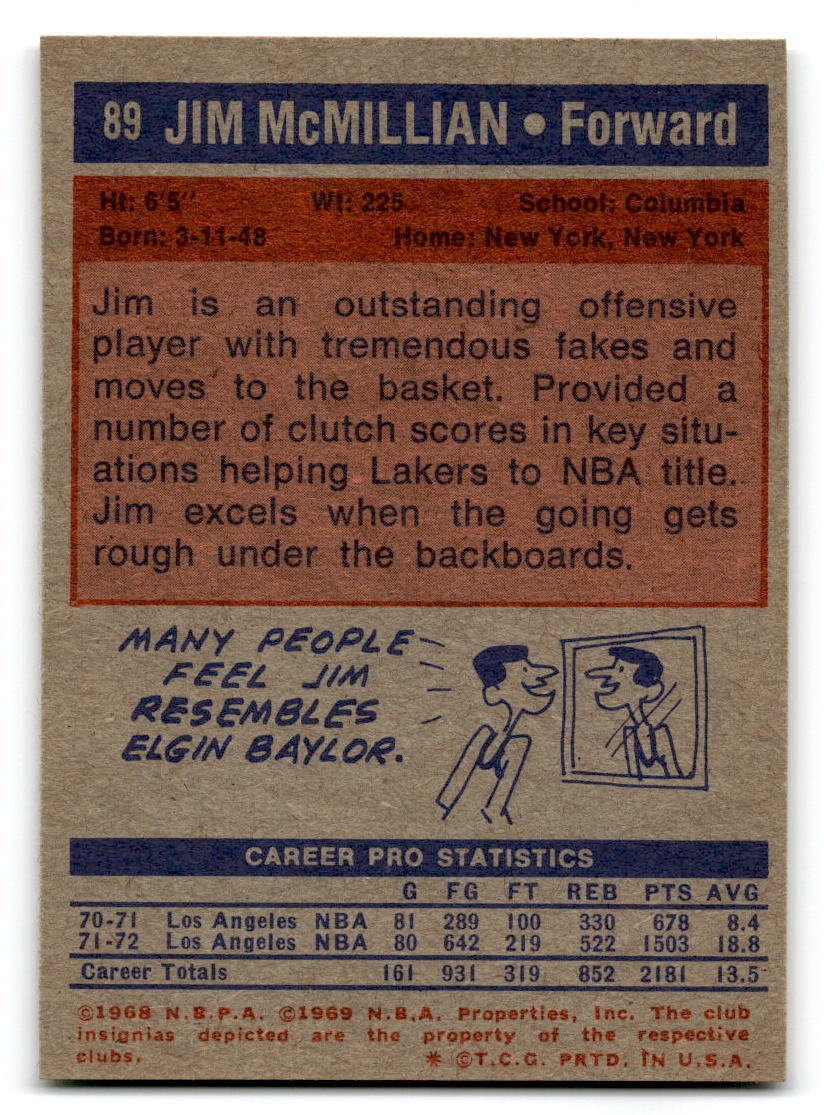 89 JIM McMILLIAN • Forward
Ht: 6'5" Wt: 225 School: Columbia
Born: 3-11-48 Home: New York, New York
Jim is an outstanding offensive
player with tremendous fakes and
moves to the basket. Provided a
number of clutch scores in key situ-
ations helping Lakers to NBA title.
Jim excels when the going gets
rough under the backboards.
MANY PEOPLE
FEEL JIM
RESEMBLES
ELGIN BAYLOR.
CAREER PRO STATISTICS
G FG FT REB PTS AVG
70-71 Los Angeles NBA 81 289 100 330 678 8.4
71-72 Los Angeles NBA 80 642 219 522 1503 18.8
Career Totals 161 931 319 852 2181 13.5
©1968 N.B.P.A. ©1969 N.B.A. Properties, Inc. The club
insignias depicted are the property of the respective
clubs. * ©T.C.G. PRTD. IN U.S.A.